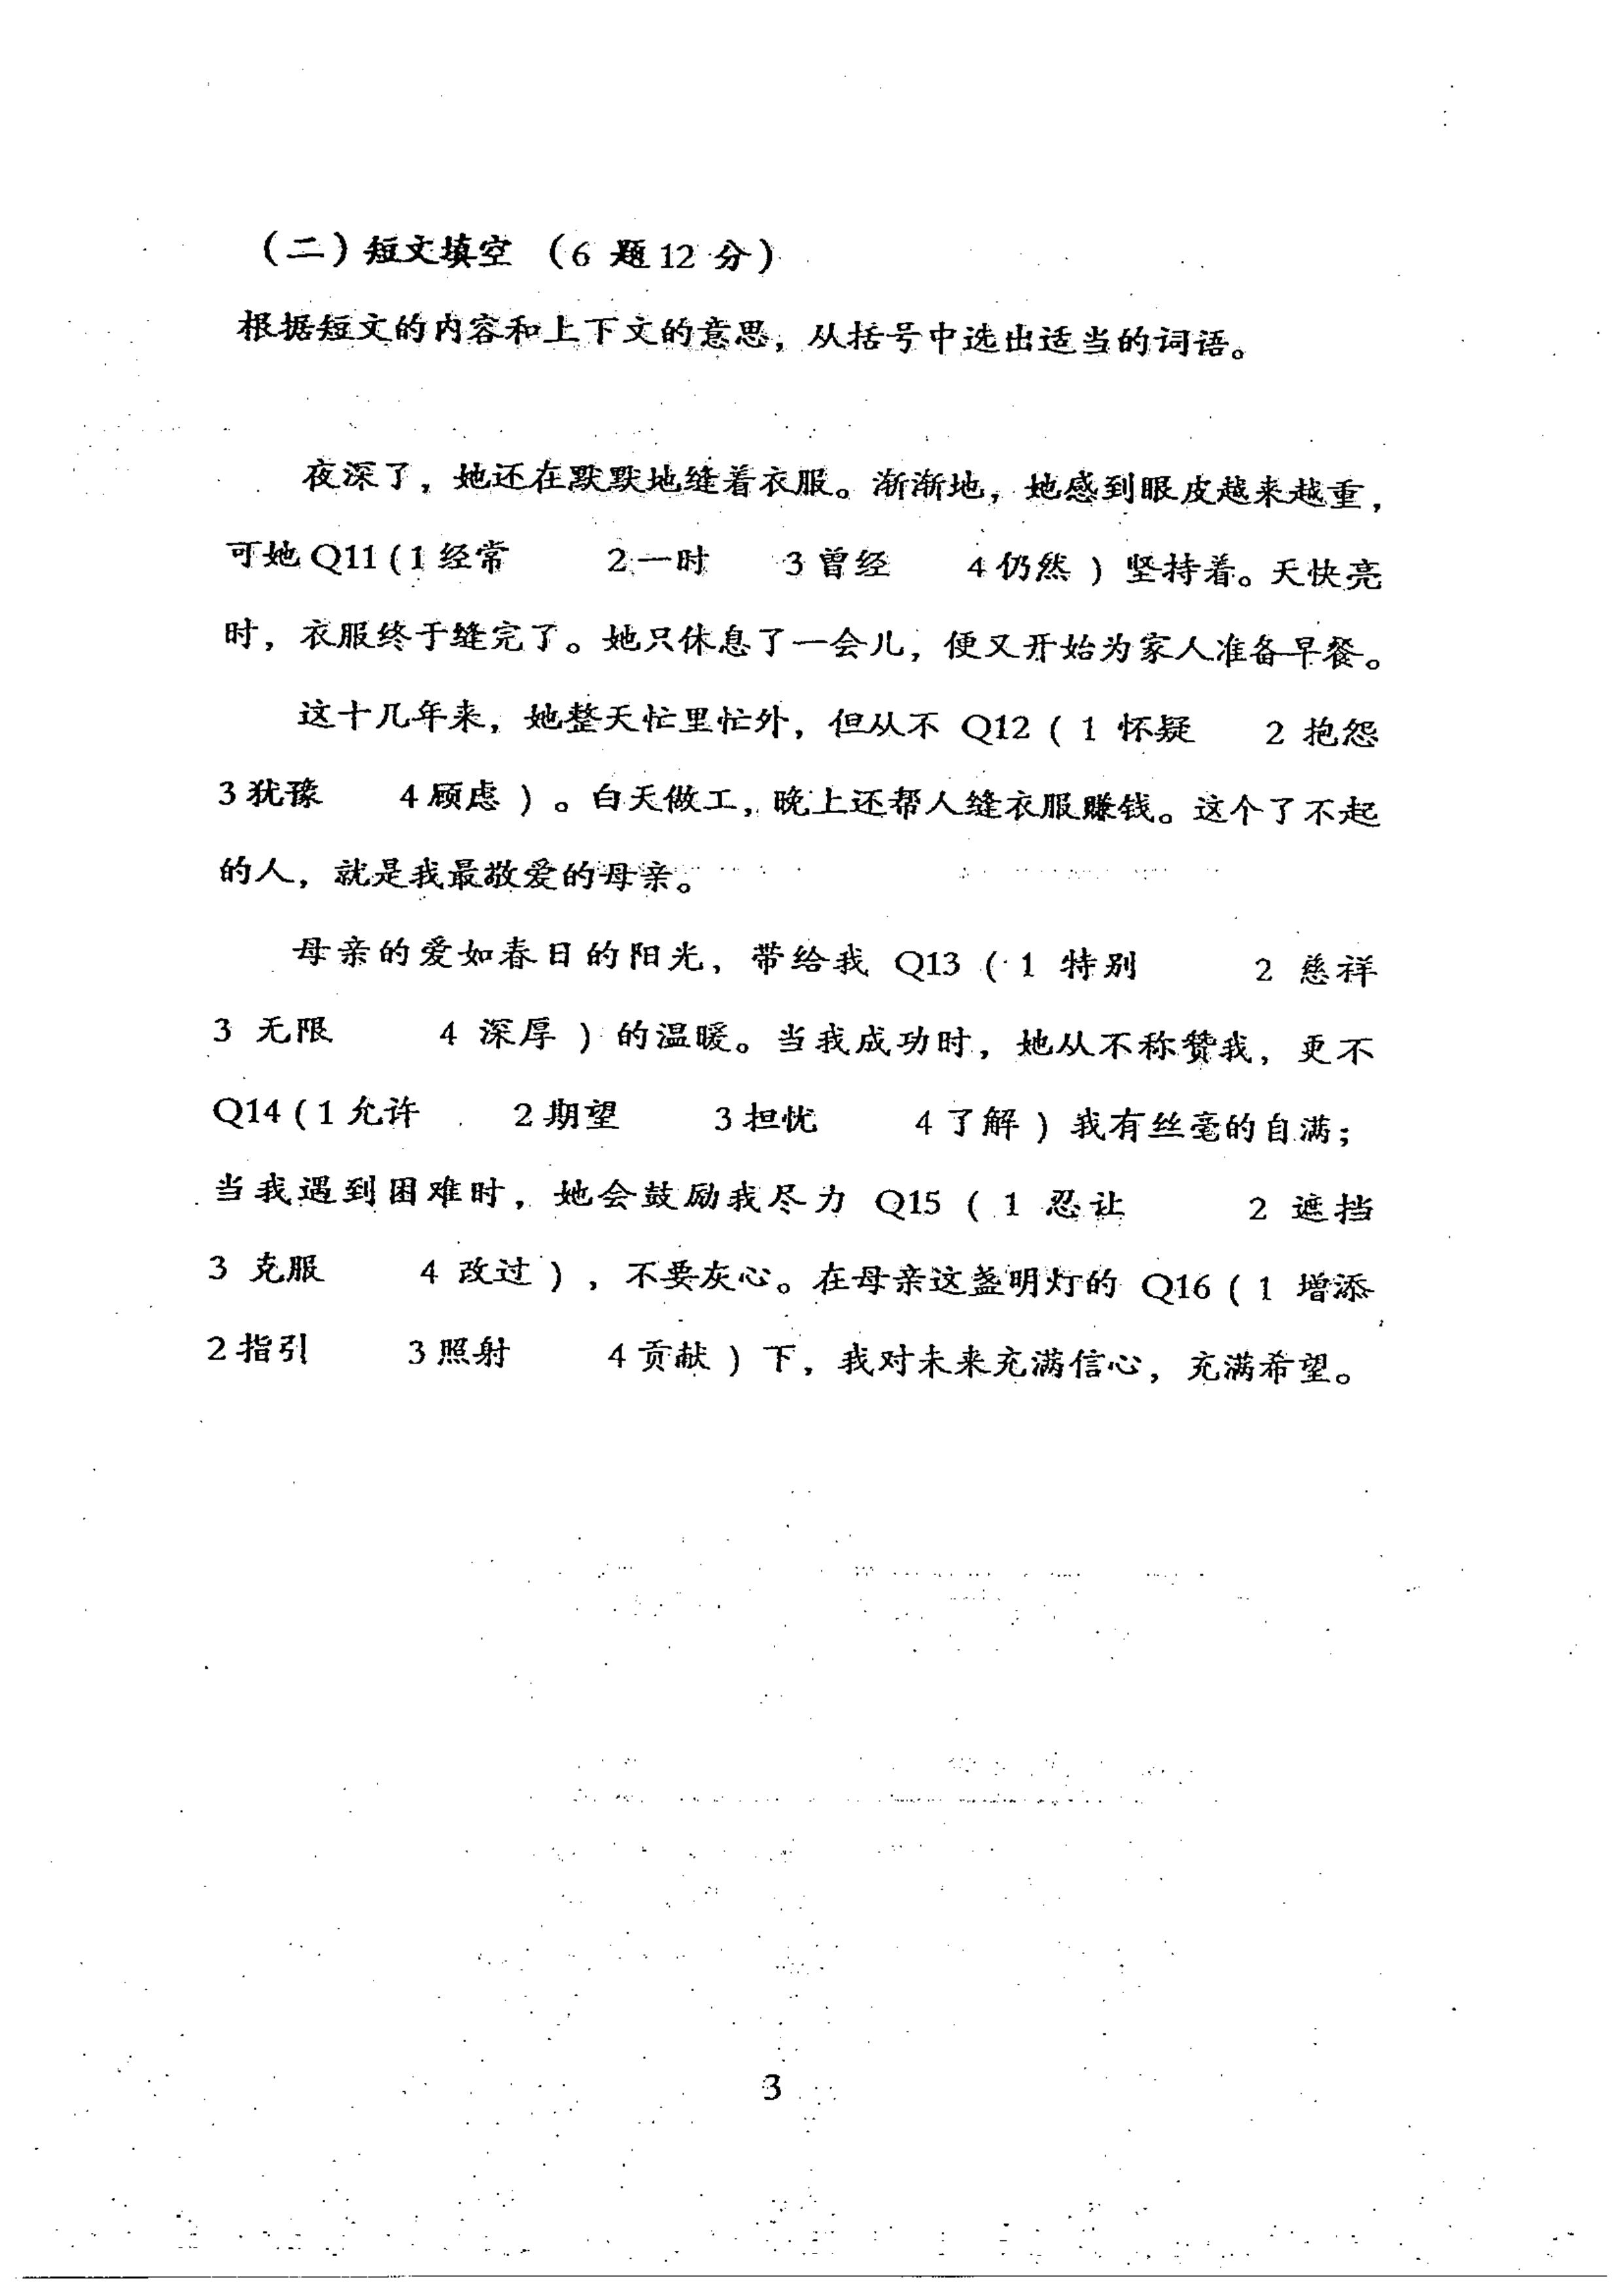 （二）短文填空 （6 题 12 分）
根据短文的内容和上下文的意思，从括号中选出适当的词语。
夜深了，她还在默默地缝着衣服。渐渐地，她感到眼皮越来越重，
可她 Q11 (1 经常 2 一时 3 曾经 4 仍然 ) 坚持着。天快亮
时，衣服终于缝完了。她只休息了一会儿，便又开始为家人准备早餐。
这十几年来，她整天忙里忙外，但从不 Q12 ( 1 怀疑 2 抱怨
3 犹豫 4 顾虑 ) 。白天做工，晚上还帮人缝衣服赚钱。这个了不起
的人，就是我最敬爱的母亲。
母亲的爱如春日的阳光，带给我 Q13 ( 1 特别 2 慈祥
3 无限 4 深厚 ) 的温暖。当我成功时，她从不称赞我，更不
Q14 ( 1 允许 2 期望 3 担忧 4 了解 ) 我有丝毫的自满；
当我遇到困难时，她会鼓励我尽力 Q15 ( 1 忍让 2 遮挡
3 克服 4 改过 ) ，不要灰心。在母亲这盏明灯的 Q16 ( 1 增添
2 指引 3 照射 4 贡献 ) 下，我对未来充满信心，充满希望。
3